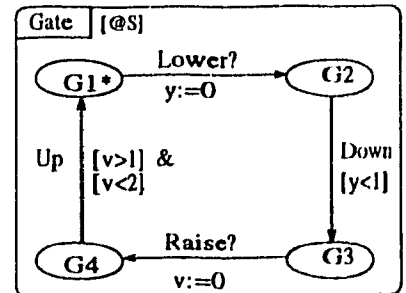 Gate [@S]
Lower?
G1* G2
y:=0
Up [v>1] & Down
[v<2] [y<1]
Raise?
G4 G3
v:=0